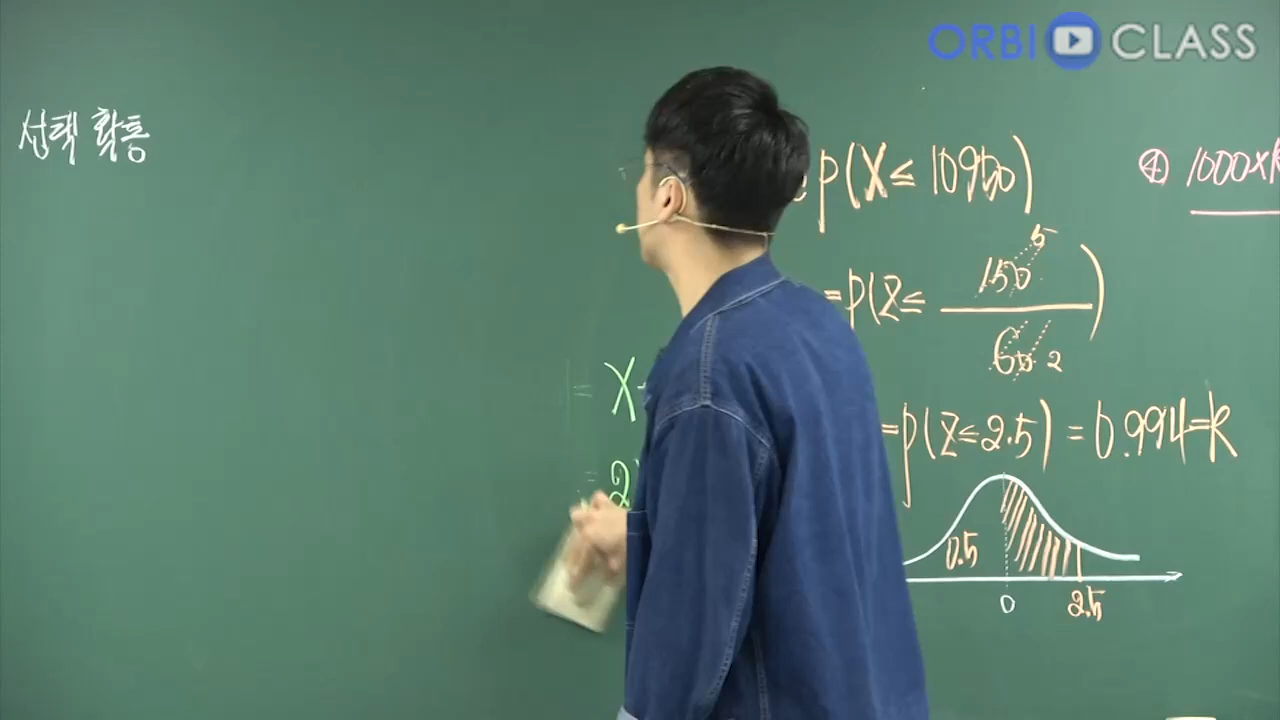 ORBI CLASS
선택 확통
P(X≤ 10950)
④ 1000×k
=P(Z≤ 150 5 / 60 2)
X
=P(Z≤2.5)=0.994=k
2
0.5
0
2.5